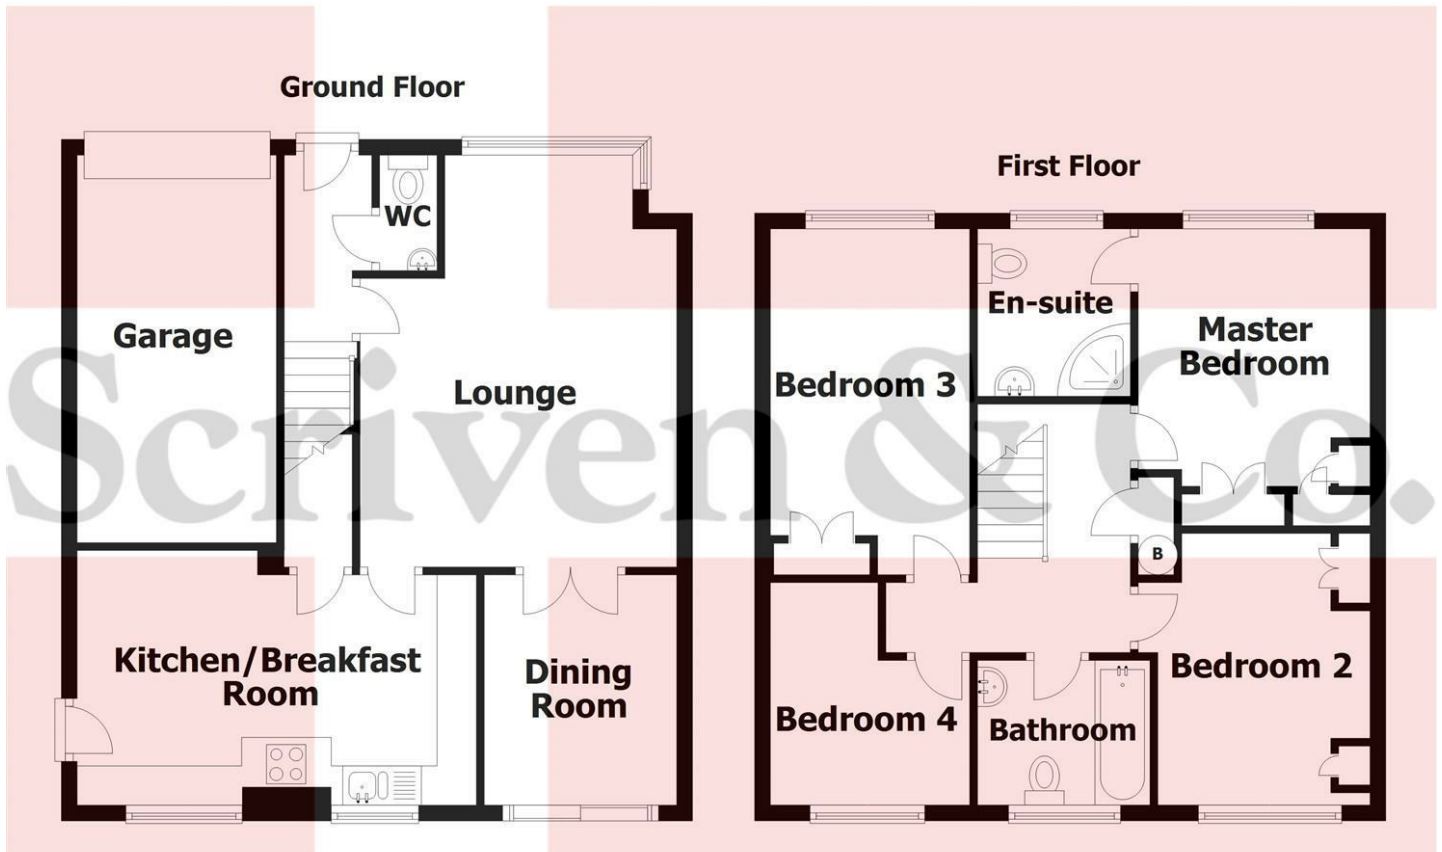 Ground Floor
First Floor
WC
Garage
Lounge
Kitchen/Breakfast
Room
Dining
Room
En-suite
Master
Bedroom
Bedroom 3
B
Bedroom 2
Bedroom 4
Bathroom
Scriven & Co.